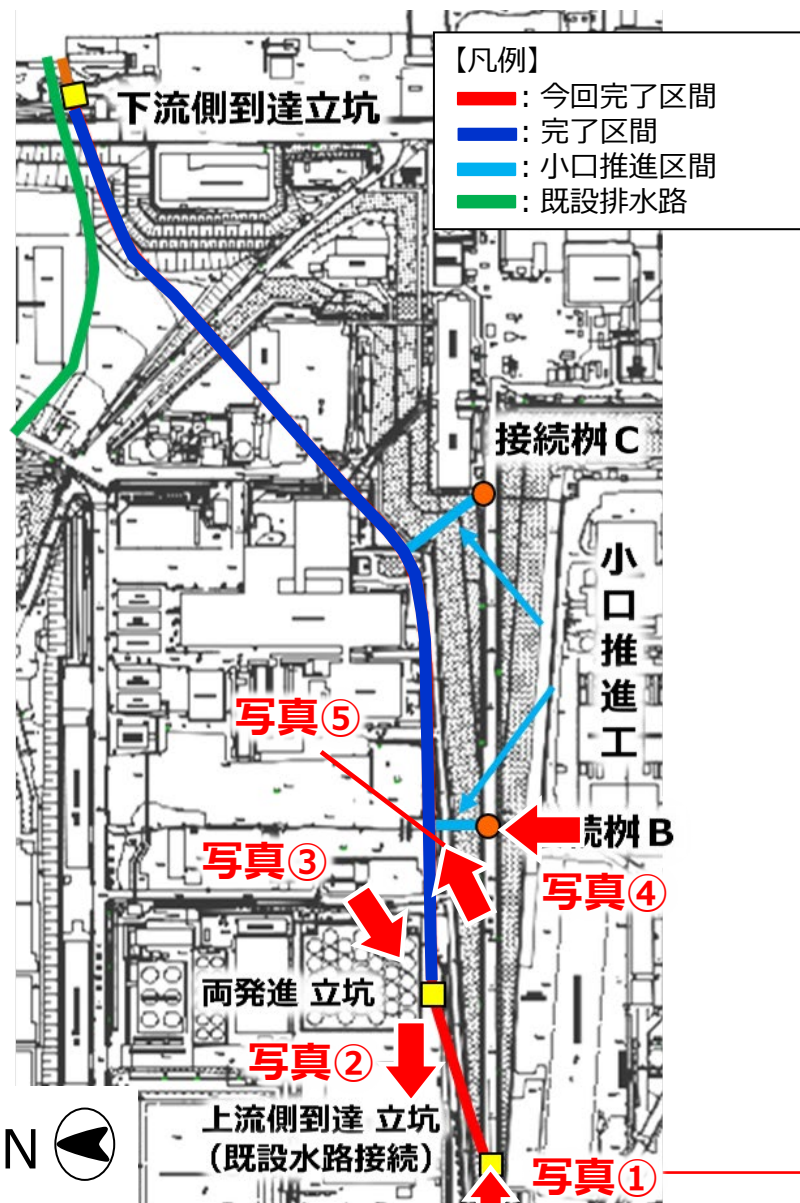 【凡例】
: 今回完了区間
: 完了区間
: 小口推進区間
: 既設排水路
下流側到達立坑
接続桝C
小口推進工
写真⑤
続桝B
写真③
写真④
両発進 立坑
写真②
上流側到達 立坑
(既設水路接続)
N
写真①